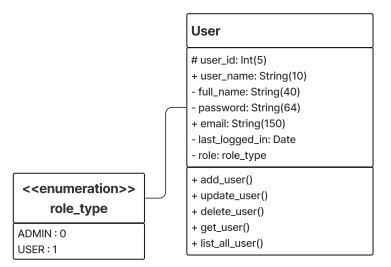 User
# user_id: Int(5)
+ user_name: String(10)
- full_name: String(40)
- password: String(64)
+ email: String(150)
- last_logged_in: Date
- role: role_type
+ add_user()
+ update_user()
+ delete_user()
+ get_user()
+ list_all_user()
<<enumeration>>
role_type
ADMIN : 0
USER : 1